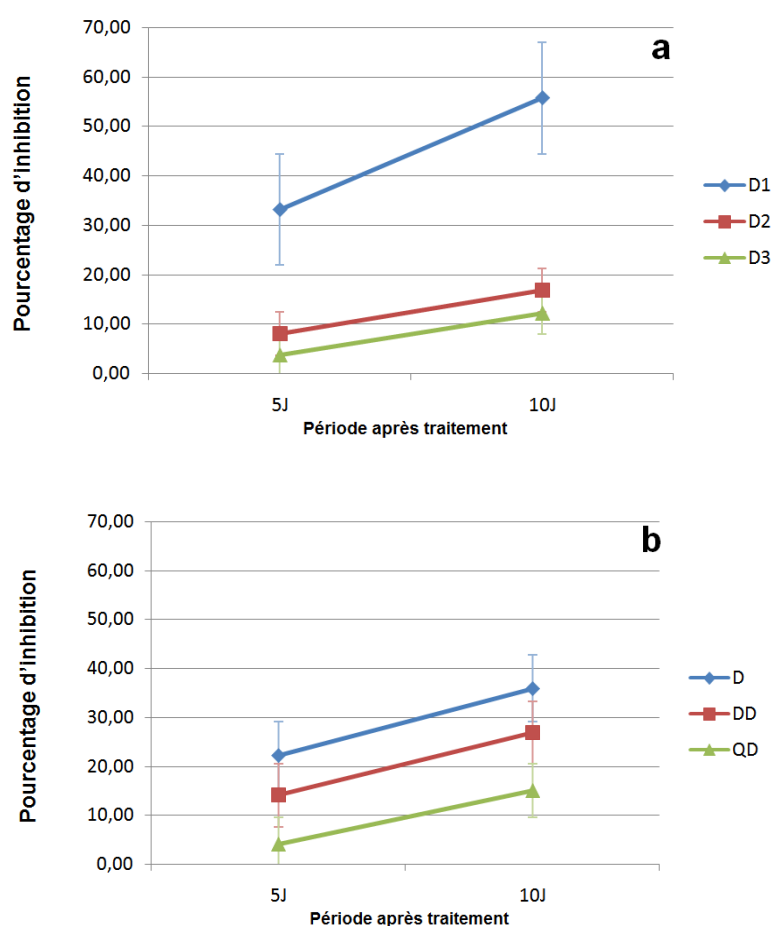 70,00
a
60,00
50,00
40,00
30,00
20,00
10,00
0,00
Pourcentage d'inhibition
5J
10J
Période après traitement
D1
D2
D3
70,00
b
60,00
50,00
40,00
30,00
20,00
10,00
0,00
Pourcentage d'inhibition
5J
10J
Période après traitement
D
DD
QD